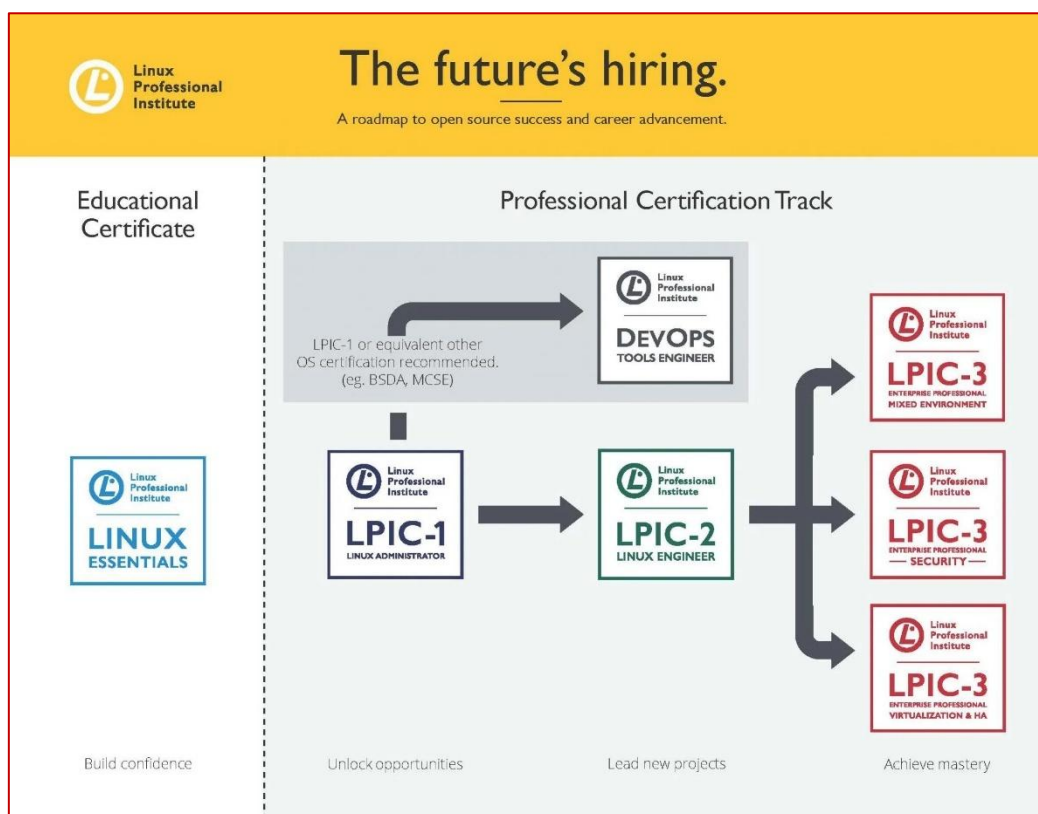 Linux
Professional
Institute
The future's hiring.
A roadmap to open source success and career advancement.
Educational
Certificate
Professional Certification Track
LPIC-1 or equivalent other
OS certification recommended.
(eg. BSDA, MCSE)
Linux
Professional
Institute
DEVOPS
TOOLS ENGINEER
Linux
Professional
Institute
LPIC-3
ENTERPRISE PROFESSIONAL
MIXED ENVIRONMENT
Linux
Professional
Institute
LINUX
ESSENTIALS
Linux
Professional
Institute
LPIC-1
LINUX ADMINISTRATOR
Linux
Professional
Institute
LPIC-2
LINUX ENGINEER
Linux
Professional
Institute
LPIC-3
ENTERPRISE PROFESSIONAL
SECURITY
Linux
Professional
Institute
LPIC-3
ENTERPRISE PROFESSIONAL
VIRTUALIZATION & HA
Build confidence
Unlock opportunities
Lead new projects
Achieve mastery